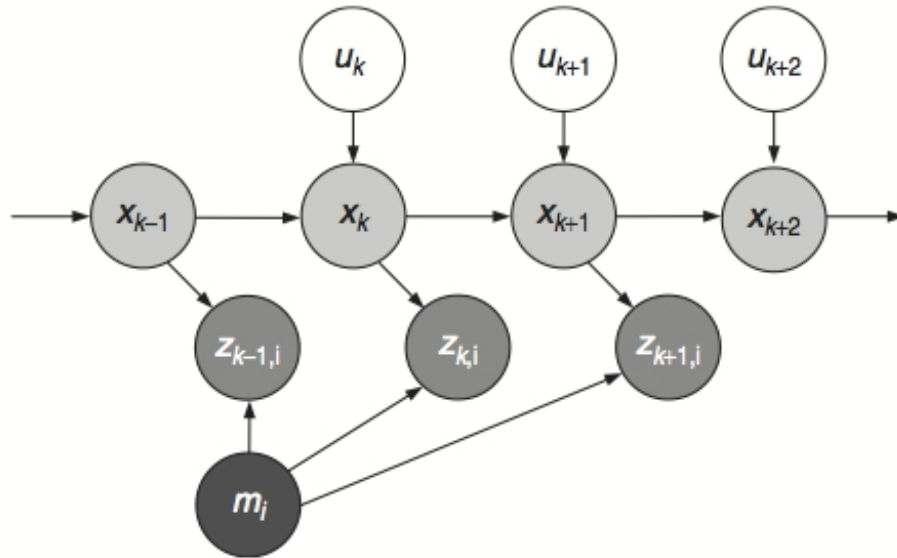 u_k u_{k+1} u_{k+2}
x_{k−1} x_k x_{k+1} x_{k+2}
z_{k−1,i} z_{k,i} z_{k+1,i}
m_i